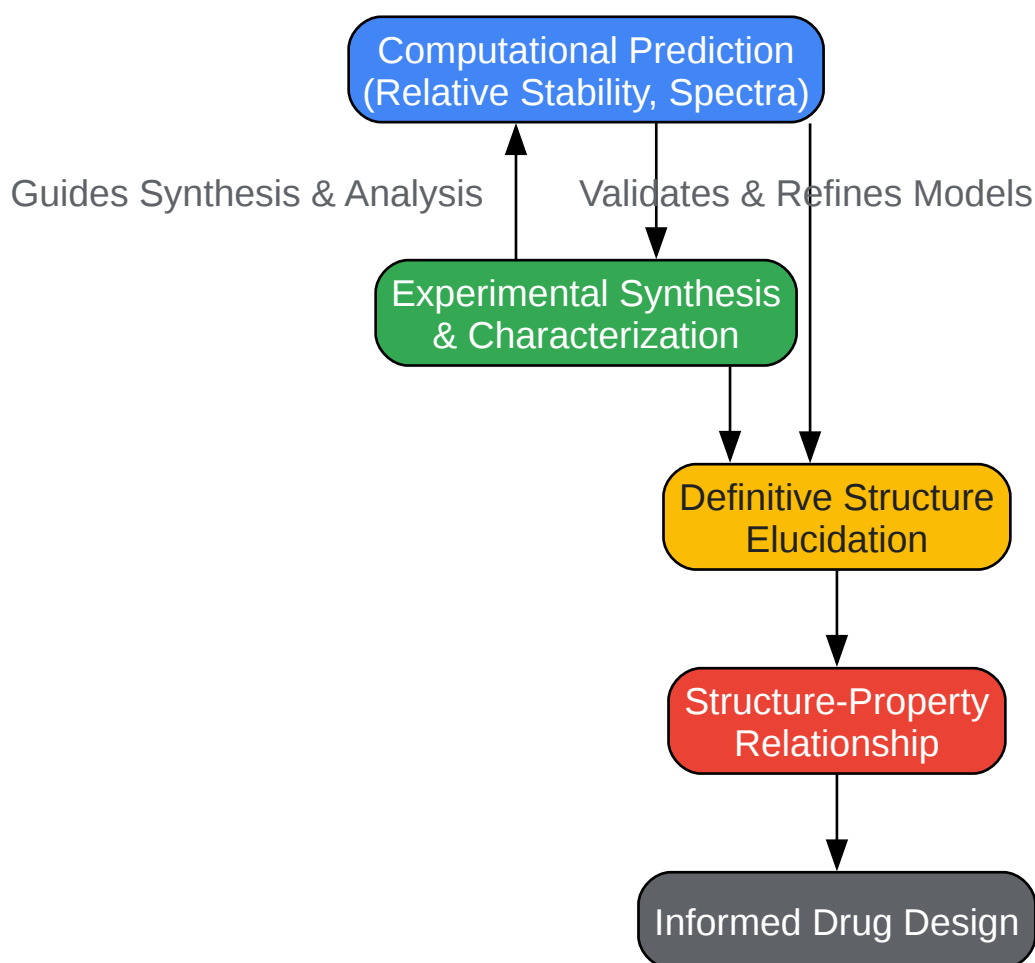 Computational Prediction
(Relative Stability, Spectra)
Guides Synthesis & Analysis
Validates & Refines Models
Experimental Synthesis
& Characterization
Definitive Structure
Elucidation
Structure-Property
Relationship
Informed Drug Design